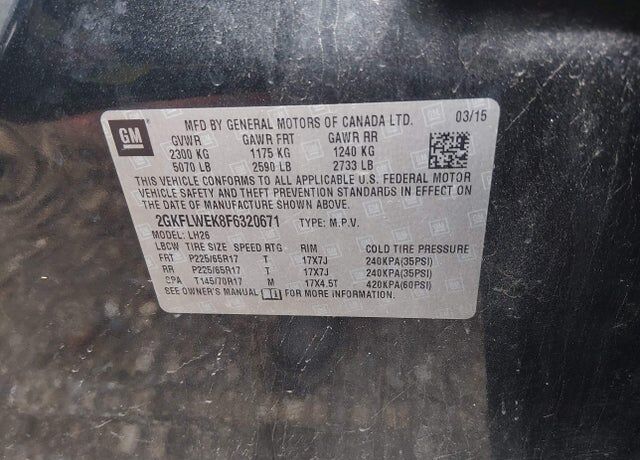 GM
MFD BY GENERAL MOTORS OF CANADA LTD. 03/15
GVWR GAWR FRT GAWR RR
2300 KG 1175 KG 1240 KG
5070 LB 2590 LB 2733 LB
THIS VEHICLE CONFORMS TO ALL APPLICABLE U.S. FEDERAL MOTOR
VEHICLE SAFETY AND THEFT PREVENTION STANDARDS IN EFFECT ON
THE DATE OF MANUFACTURE SHOWN ABOVE.
2GKFLWEK8F6320671 TYPE: M.P.V.
MODEL: LH26
LBCW TIRE SIZE SPEED RTG RIM COLD TIRE PRESSURE
FRT P225/65R17 T 17X7J 240KPA(35PSI)
RR P225/65R17 T 17X7J 240KPA(35PSI)
CPA T145/70R17 M 17X4.5T 420KPA(60PSI)
SEE OWNER'S MANUAL FOR MORE INFORMATION.